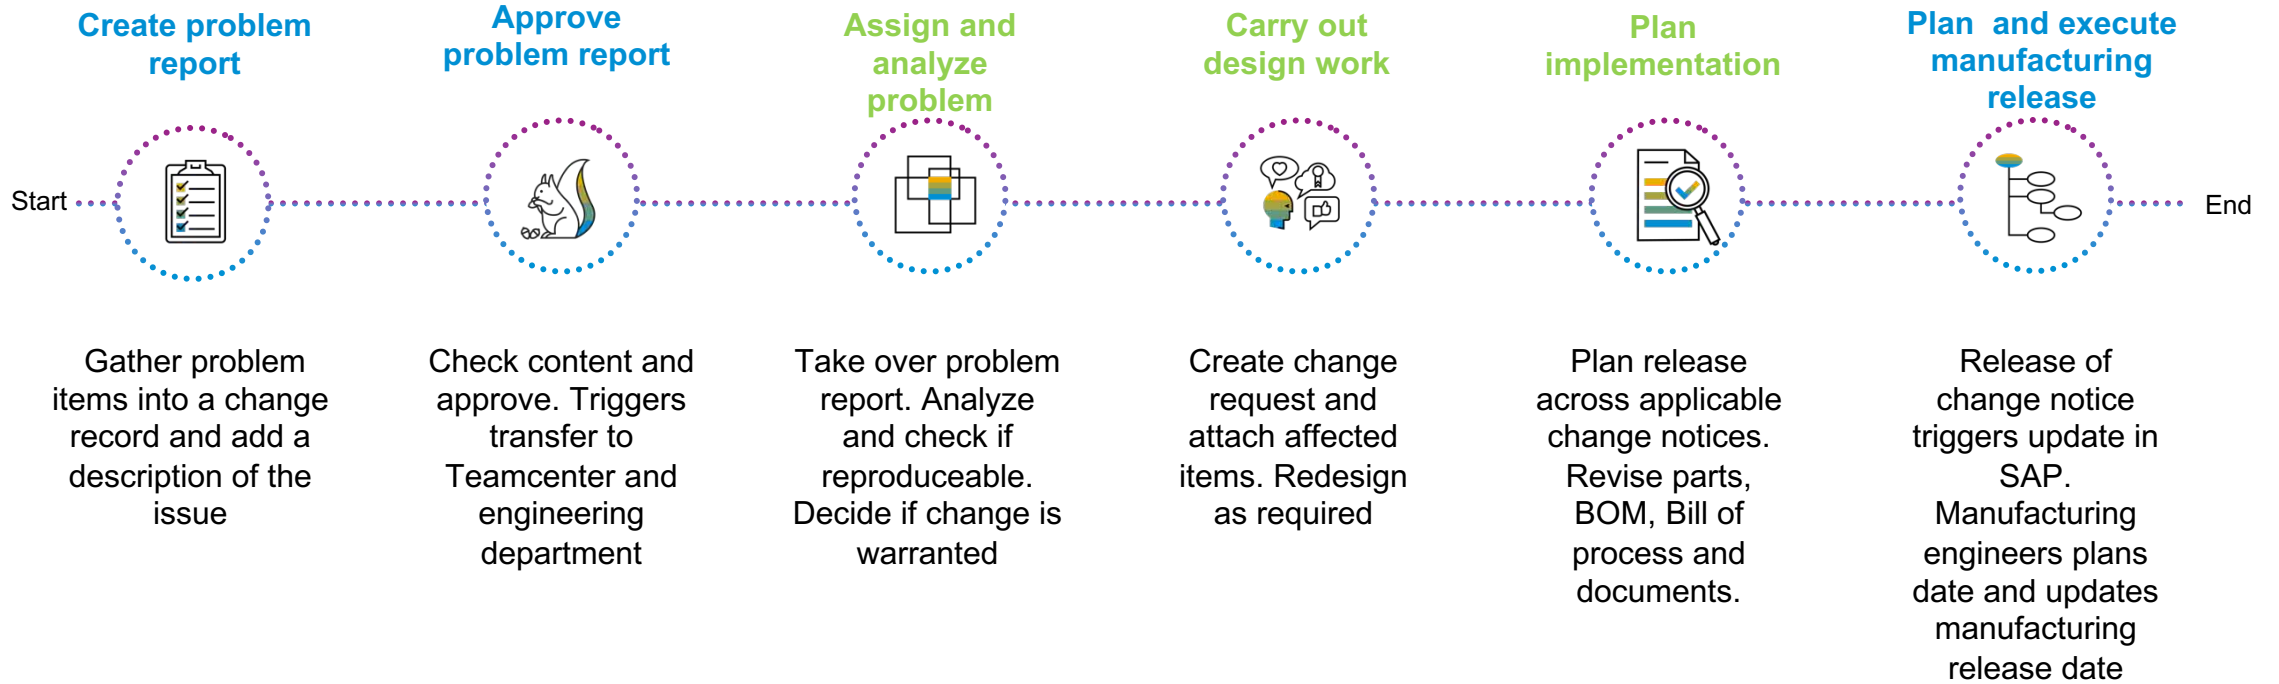 Create problem
report
Approve
problem report
Assign and
analyze
problem
Carry out
design work
Plan
implementation
Plan and execute
manufacturing
release
Start
End
Gather problem
items into a change
record and add a
description of the
issue
Check content and
approve. Triggers
transfer to
Teamcenter and
engineering
department
Take over problem
report. Analyze
and check if
reproduceable.
Decide if change is
warranted
Create change
request and
attach affected
items. Redesign
as required
Plan release
across applicable
change notices.
Revise parts,
BOM, Bill of
process and
documents.
Release of
change notice
triggers update in
SAP.
Manufacturing
engineers plans
date and updates
manufacturing
release date